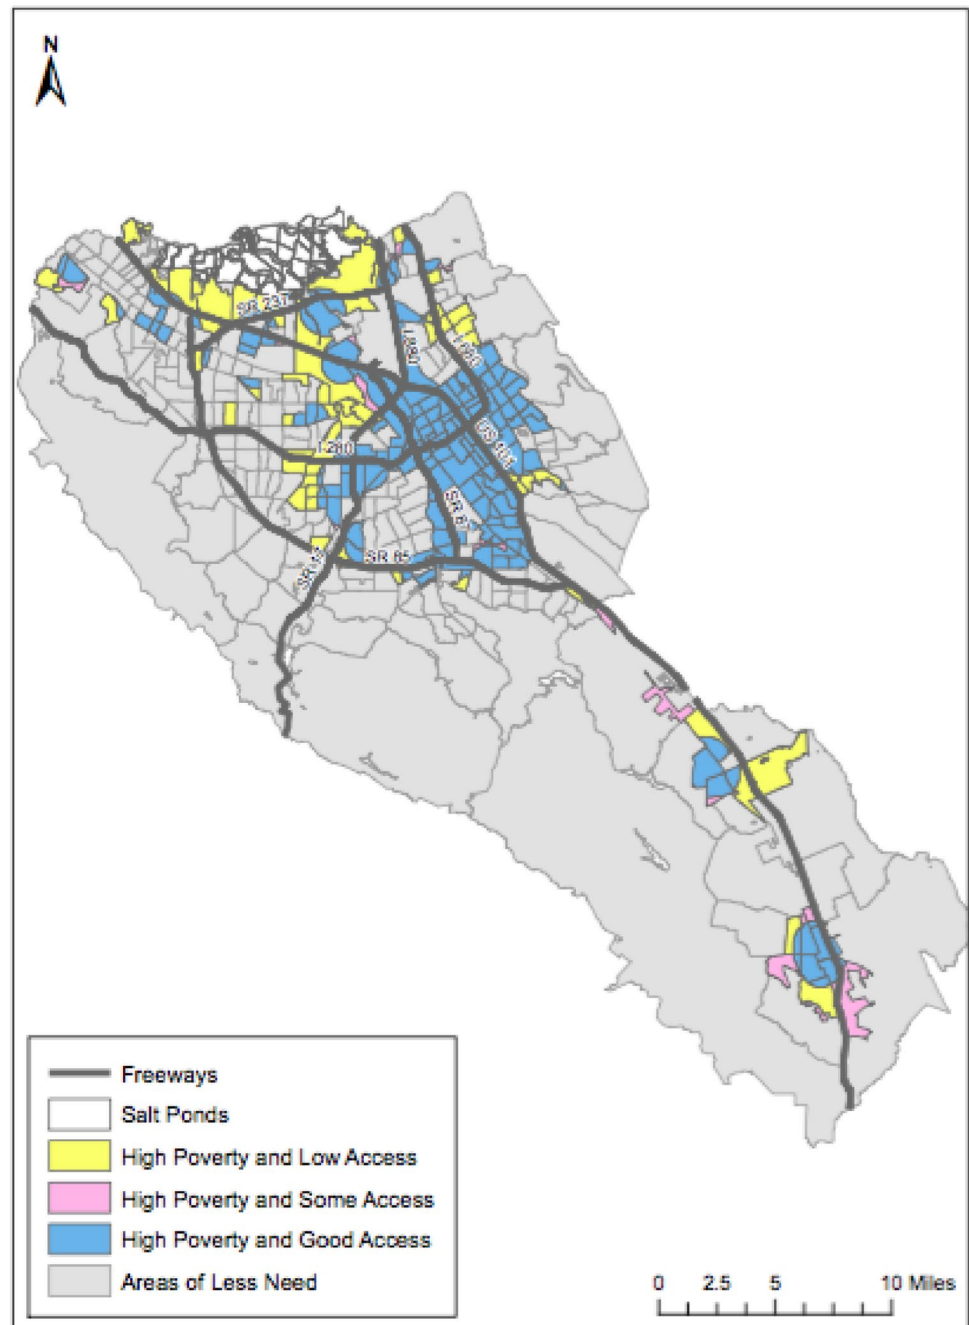 N
SR 237
I 880
I 680
US 101
I 280
SR 87
SR 85
SR 17
Freeways
Salt Ponds
High Poverty and Low Access
High Poverty and Some Access
High Poverty and Good Access
Areas of Less Need
0 2.5 5 10 Miles